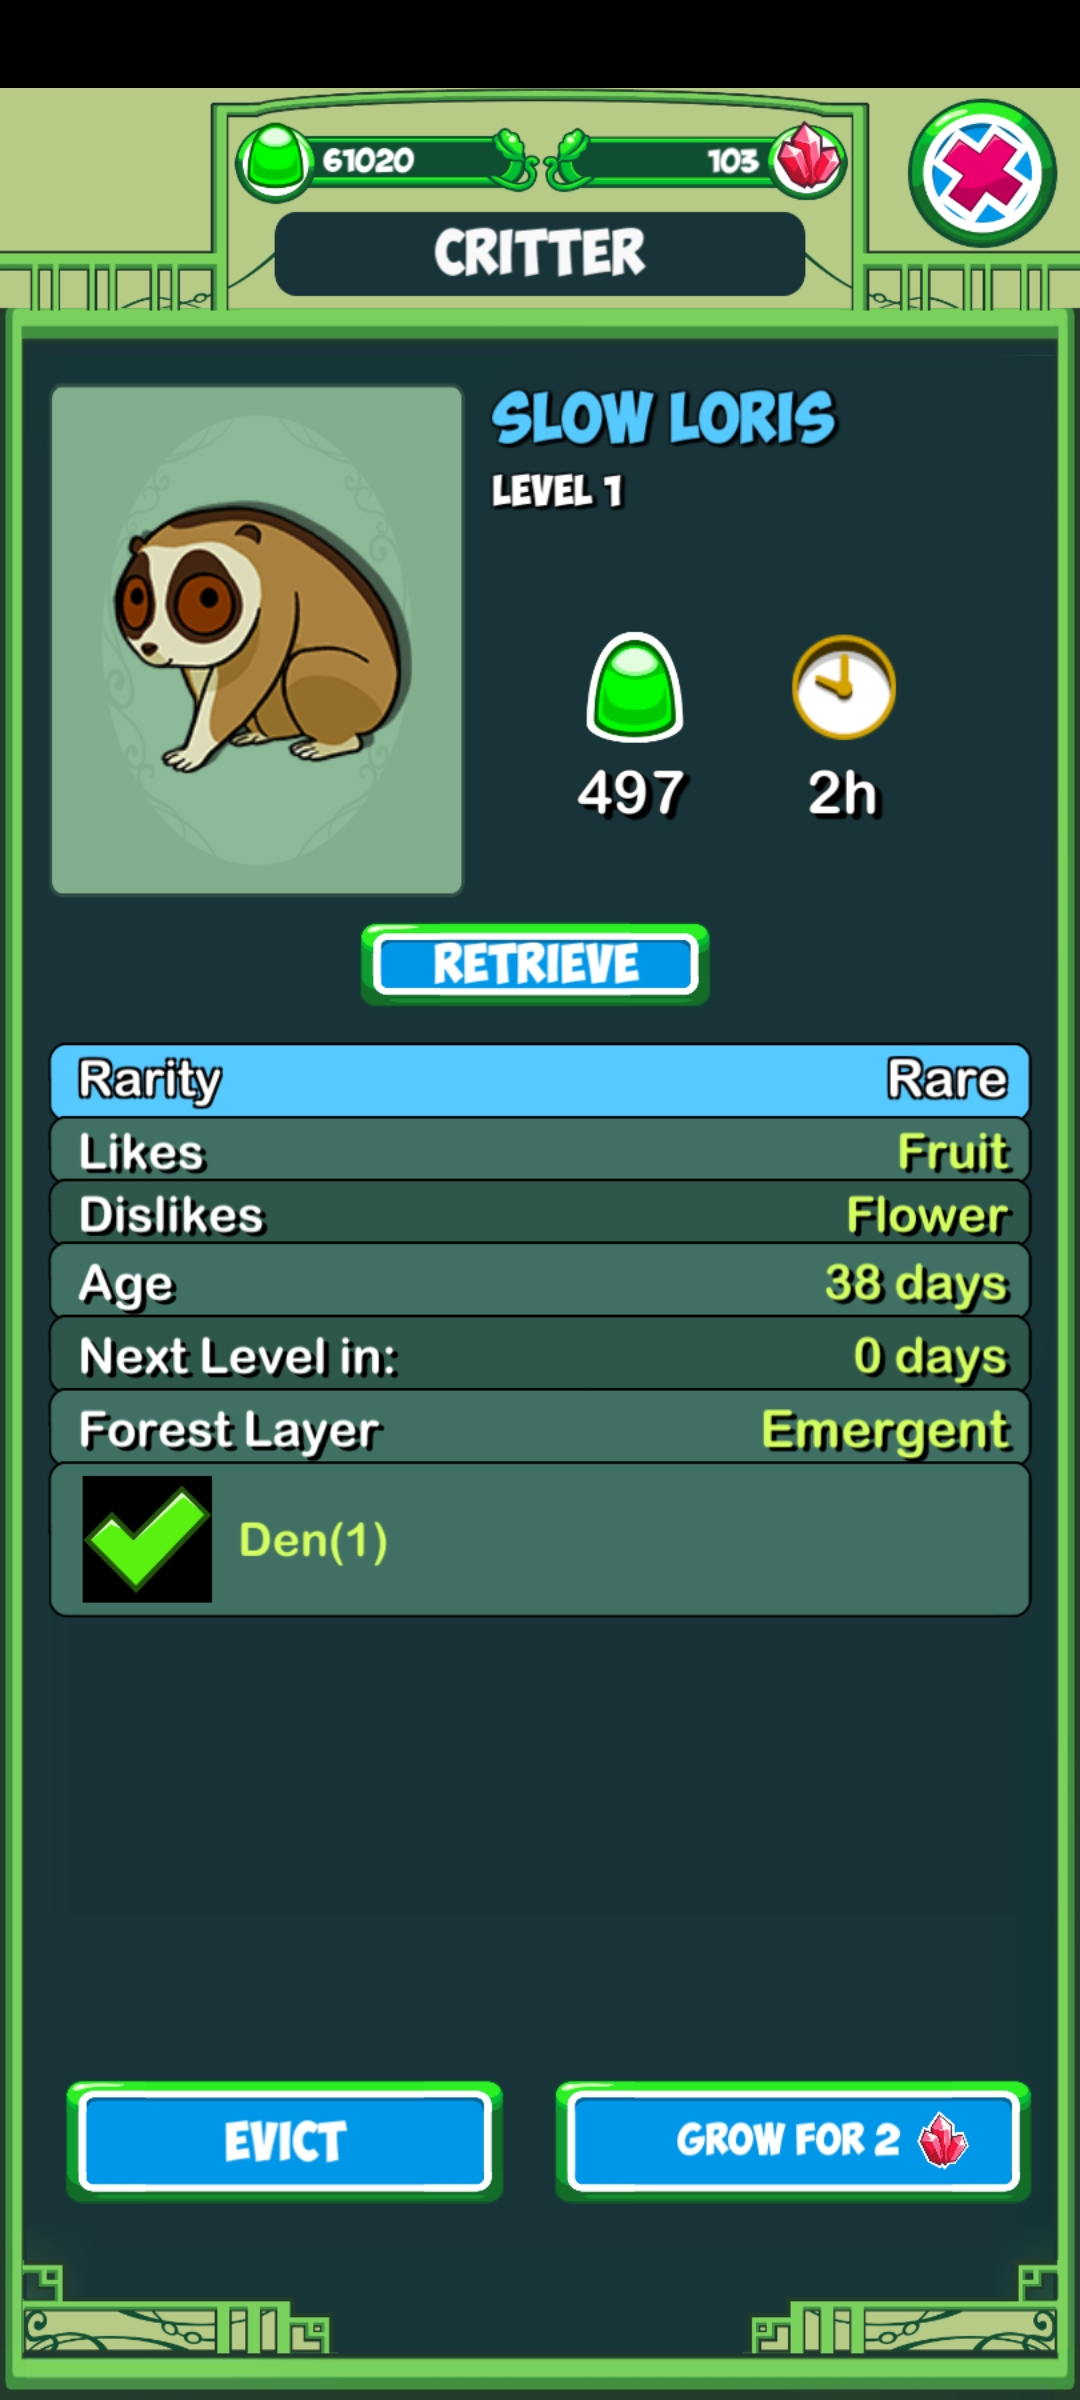 61020
103
CRITTER
SLOW LORIS
LEVEL 1
497
2h
RETRIEVE
Rarity Rare
Likes Fruit
Dislikes Flower
Age 38 days
Next Level in: 0 days
Forest Layer Emergent
Den(1)
EVICT
GROW FOR 2